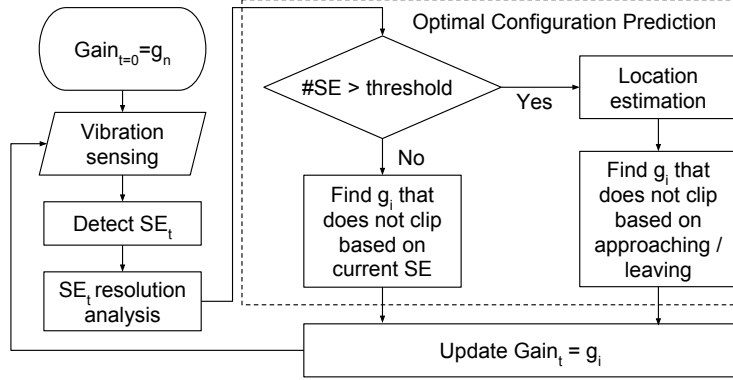 Optimal Configuration Prediction
Gain_{t=0}=g_n
Vibration
sensing
Detect SE_t
SE_t resolution
analysis
#SE > threshold
Yes
No
Location
estimation
Find g_i that
does not clip
based on
current SE
Find g_i that
does not clip
based on
approaching /
leaving
Update Gain_t = g_i